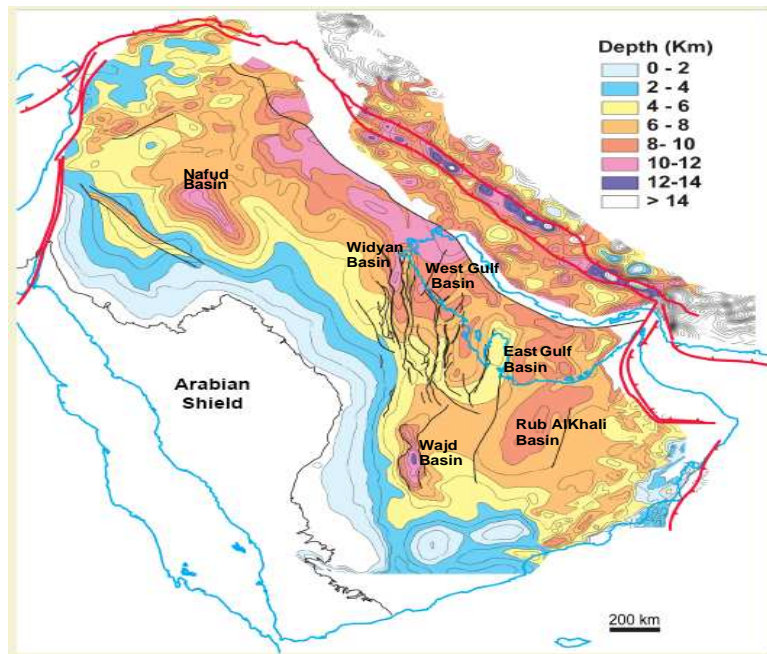 Depth (Km)
0 - 2
2 - 4
4 - 6
6 - 8
8- 10
10-12
12-14
> 14
Nafud
Basin
Widyan
Basin
West Gulf
Basin
East Gulf
Basin
Arabian
Shield
Rub AlKhali
Basin
Wajd
Basin
200 km